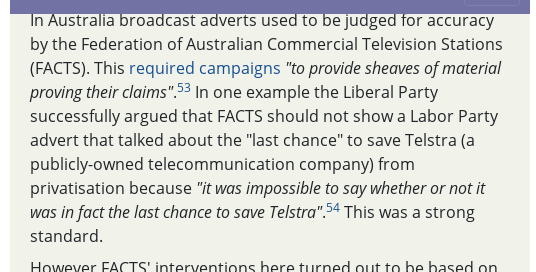 In Australia broadcast adverts used to be judged for accuracy
by the Federation of Australian Commercial Television Stations
(FACTS). This required campaigns "to provide sheaves of material
proving their claims".53 In one example the Liberal Party
successfully argued that FACTS should not show a Labor Party
advert that talked about the "last chance" to save Telstra (a
publicly-owned telecommunication company) from
privatisation because "it was impossible to say whether or not it
was in fact the last chance to save Telstra".54 This was a strong
standard.
However FACTS' interventions here turned out to be based on